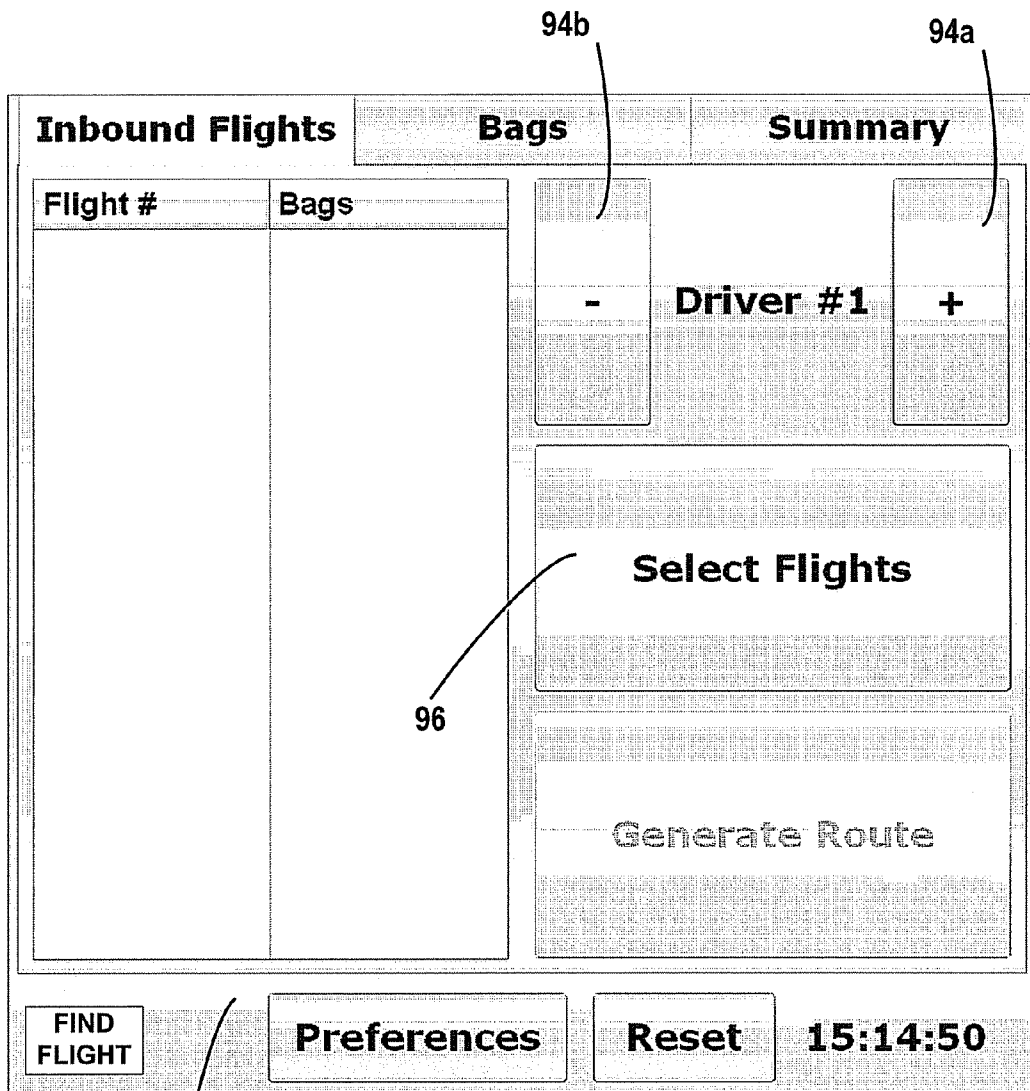 94b
94a
Inbound Flights Bags Summary
Flight # Bags
- Driver #1 +
Select Flights
96
Generate Route
FIND
FLIGHT
Preferences Reset 15:14:50